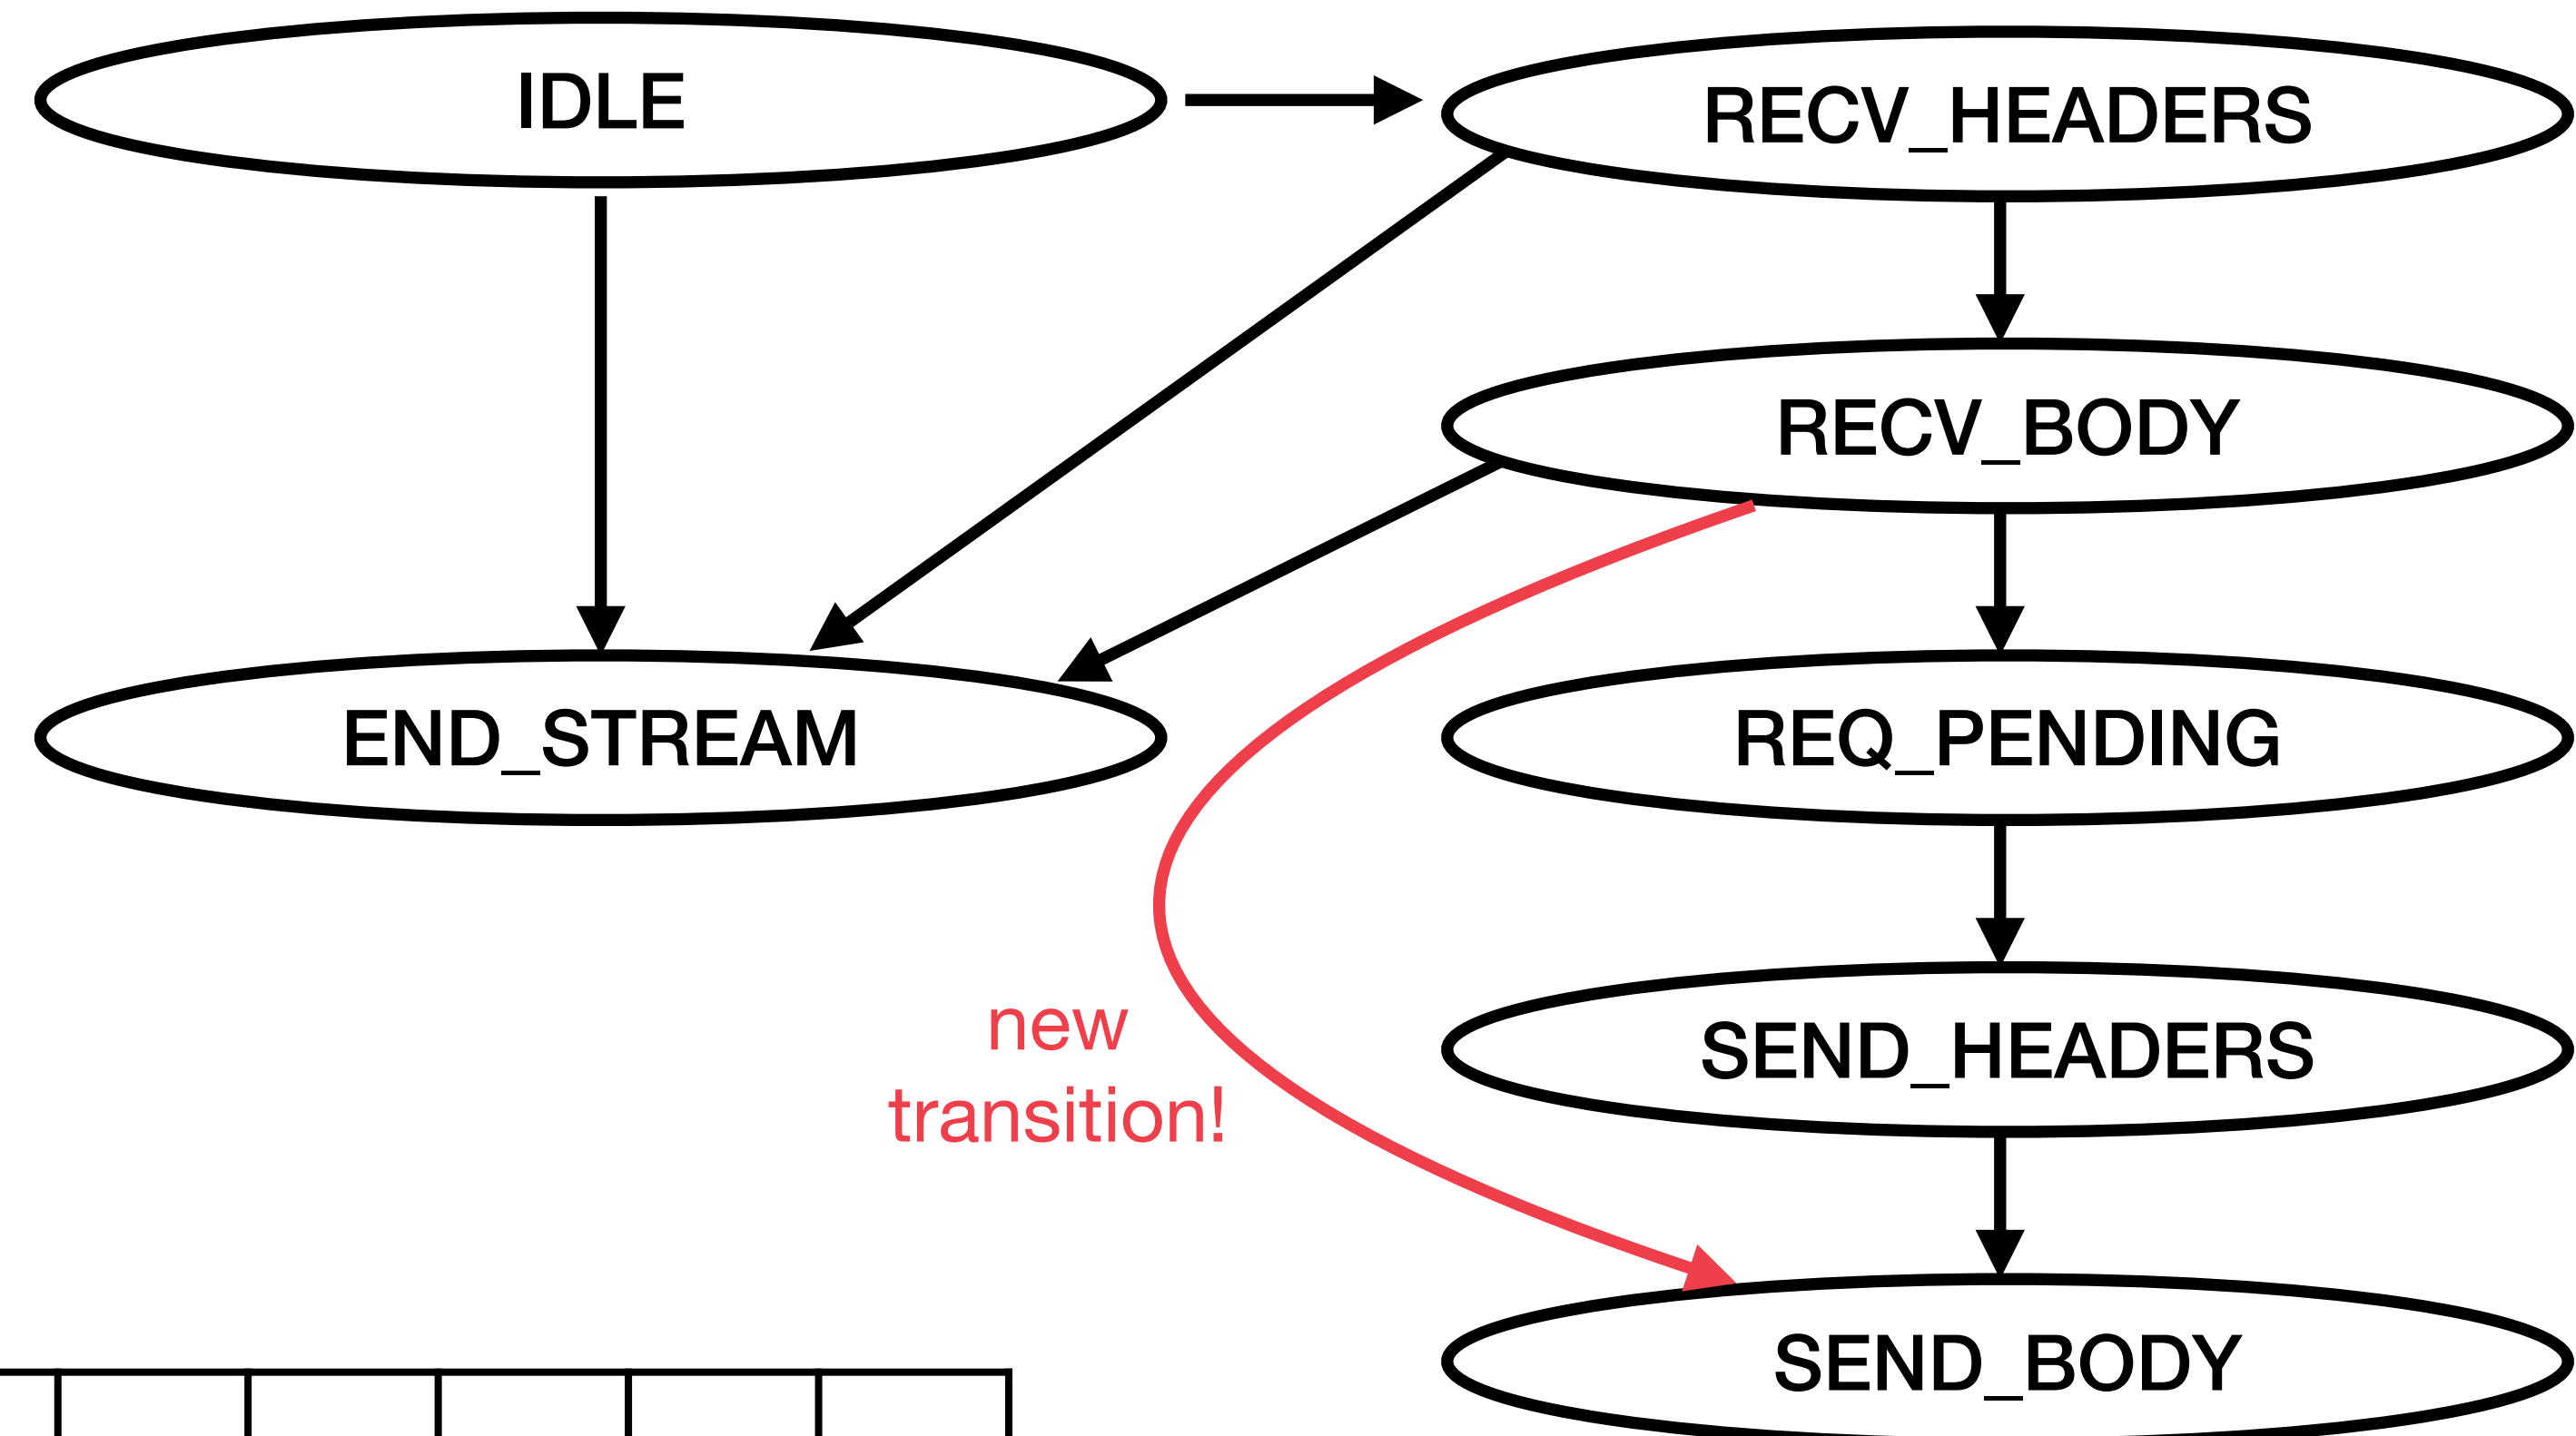 IDLE
RECV_HEADERS
RECV_BODY
END_STREAM
REQ_PENDING
new
transition!
SEND_HEADERS
SEND_BODY